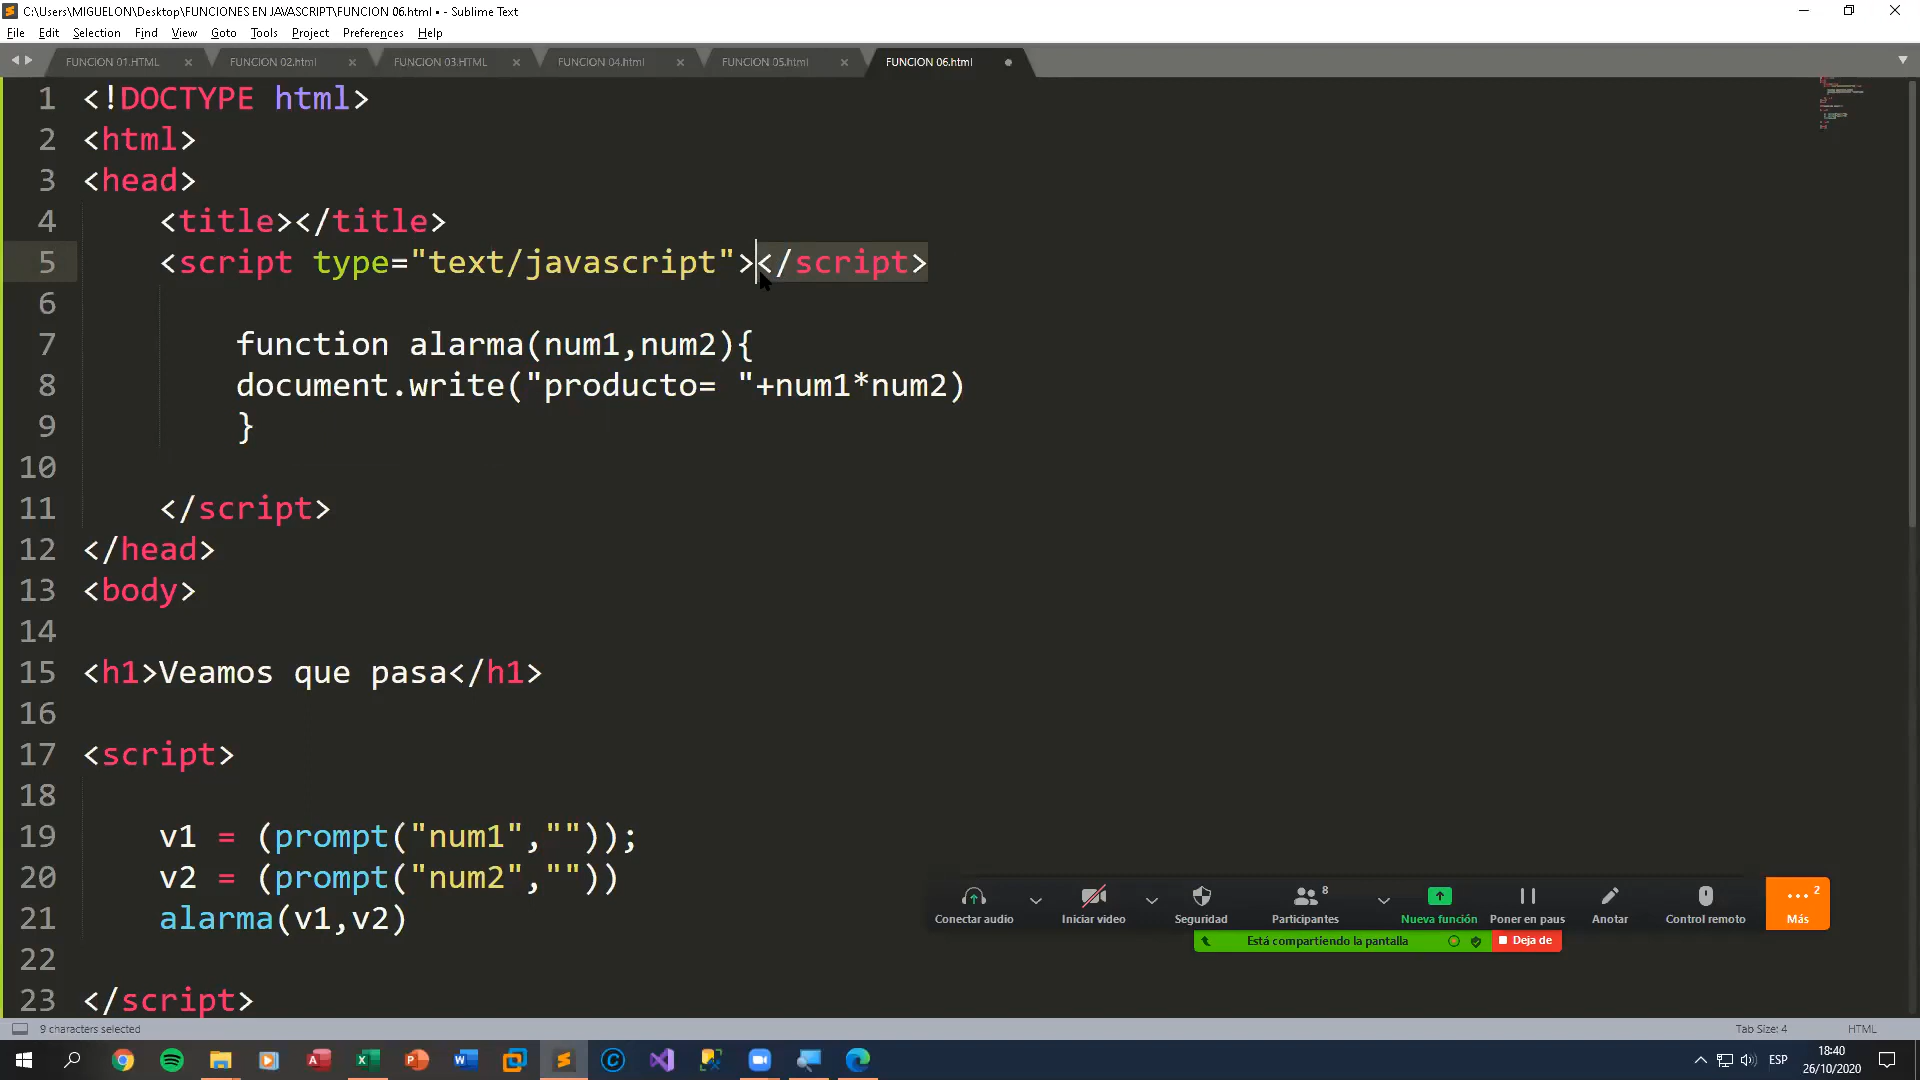 C:\Users\MIGUELON\Desktop\FUNCIONES EN JAVASCRIPT\FUNCION 06.html • - Sublime Text
File Edit Selection Find View Goto Tools Project Preferences Help
FUNCION 01.HTML FUNCION 02.html FUNCION 03.HTML FUNCION 04.html FUNCION 05.html FUNCION 06.html
1 <!DOCTYPE html>
2 <html>
3 <head>
4 <title></title>
5 <script type="text/javascript"></script>
6
7 function alarma(num1,num2){
8 document.write("producto= "+num1*num2)
9 }
10
11 </script>
12 </head>
13 <body>
14
15 <h1>Veamos que pasa</h1>
16
17 <script>
18
19 v1 = (prompt("num1",""));
20 v2 = (prompt("num2",""))
21 alarma(v1,v2)
22
23 </script>
8 2
Conectar audio Iniciar video Seguridad Participantes Nueva función Poner en paus Anotar Control remoto Más
Está compartiendo la pantalla Deja de
9 characters selected Tab Size: 4 HTML
ESP 18:40
26/10/2020